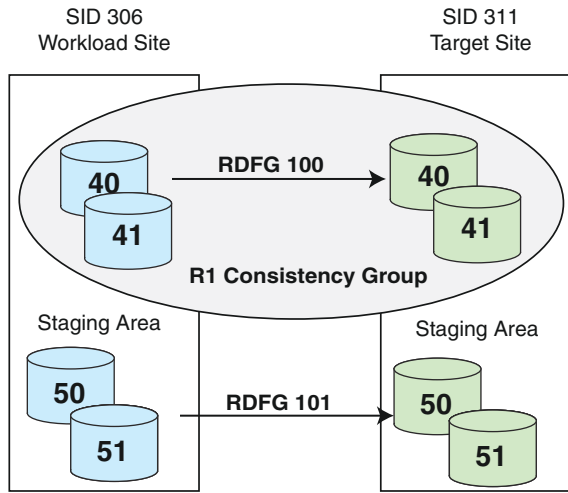 SID 306
Workload Site
SID 311
Target Site
40
41
RDFG 100
40
41
R1 Consistency Group
Staging Area
Staging Area
50
51
RDFG 101
50
51